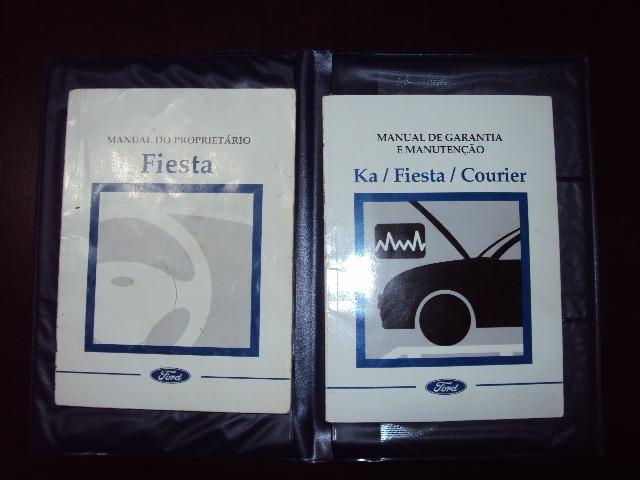 MANUAL DO PROPRIETÁRIO
Fiesta
Ford
MANUAL DE GARANTIA
E MANUTENÇÃO
Ka / Fiesta / Courier
Ford